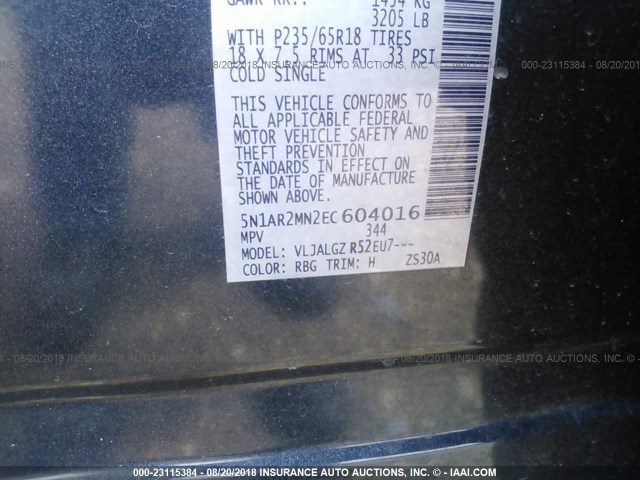 GAWR RR: 1454 KG
3205 LB
WITH P235/65R18 TIRES
18 X 7.5 RIMS AT 33 PSI
COLD SINGLE
THIS VEHICLE CONFORMS TO
ALL APPLICABLE FEDERAL
MOTOR VEHICLE SAFETY AND
THEFT PREVENTION
STANDARDS IN EFFECT ON
THE DATE OF MANUFACTURE
SHOWN ABOVE.
5N1AR2MN2EC604016
MPV 344
MODEL: VLJALGZ R52EU7---
COLOR: RBG TRIM: H ZS30A
000-23115384 - 08/20/2018 INSURANCE AUTO AUCTIONS, INC. - © IAAI.COM